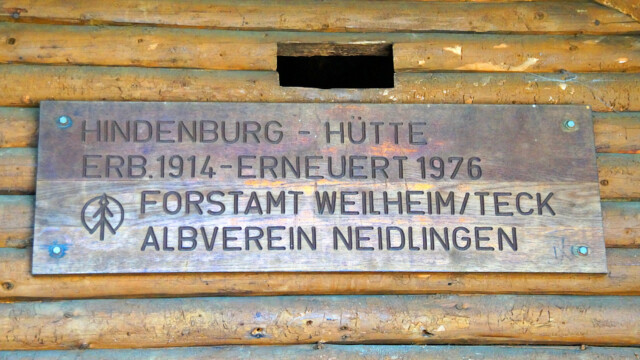 HINDENBURG - HÜTTE
ERB. 1914 - ERNEUERT 1976
FORSTAMT WEILHEIM/TECK
ALBVEREIN NEIDLINGEN